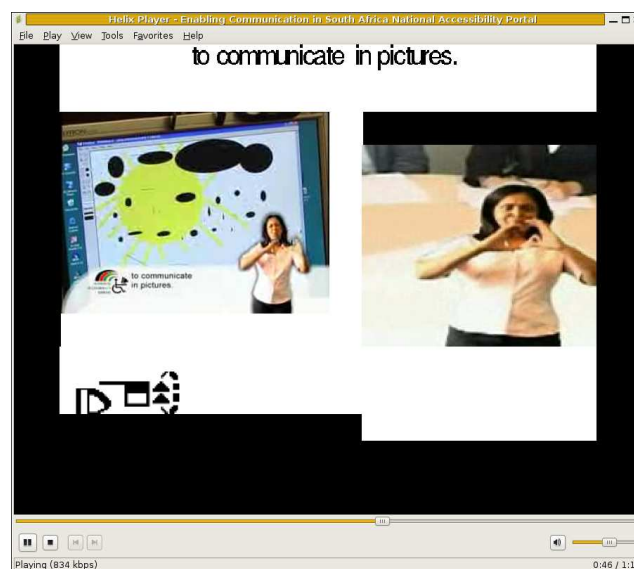 Helix Player - Enabling Communication in South Africa National Accessibility Portal
File Play View Tools Favorites Help
to communicate in pictures.
to communicate
in pictures.
Playing (834 kbps)
0:46 / 1:1